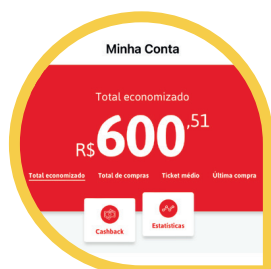 Minha Conta
Total economizado
R$600,51
Total economizado Total de compras Ticket médio Última compra
Cashback
Estatísticas